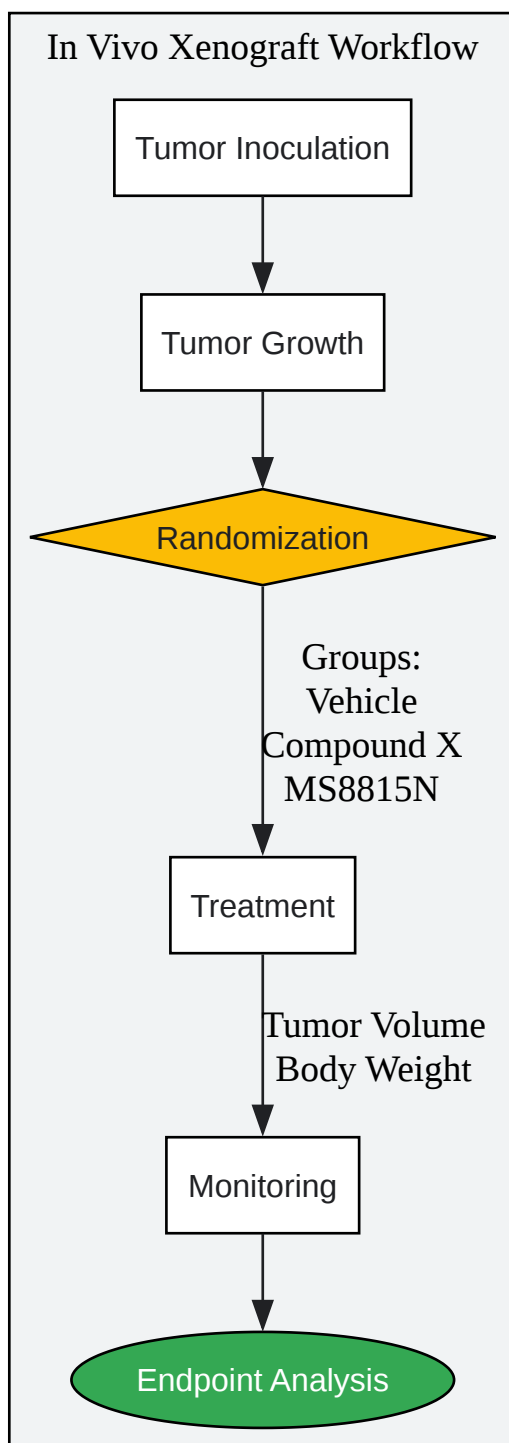 In Vivo Xenograft Workflow
Tumor Inoculation
Tumor Growth
Randomization
Groups:
Vehicle
Compound X
MS8815N
Treatment
Tumor Volume
Body Weight
Monitoring
Endpoint Analysis